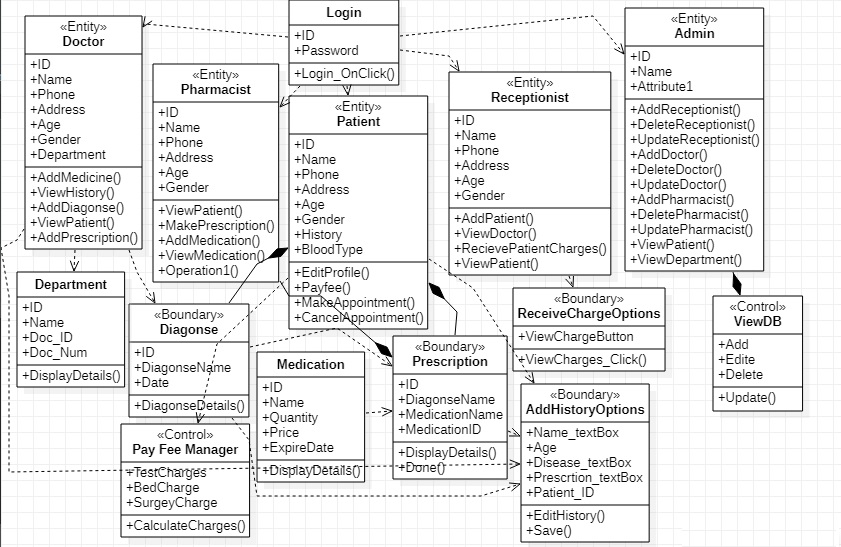 Login
+ID
+Password
+Login_OnClick()
«Entity»
Doctor
+ID
+Name
+Phone
+Address
+Age
+Gender
+Department
+AddMedicine()
+ViewHistory()
+AddDiagonse()
+ViewPatient()
+AddPrescription()
«Entity»
Pharmacist
+ID
+Name
+Phone
+Address
+Age
+Gender
+ViewPatient()
+MakePrescription()
+AddMedication()
+ViewMedication()
+Operation1()
«Entity»
Patient
+ID
+Name
+Phone
+Address
+Age
+Gender
+History
+BloodType
+EditProfile()
+Payfee()
+MakeAppointment()
+CancelAppointment()
«Entity»
Receptionist
+ID
+Name
+Phone
+Address
+Age
+Gender
+AddPatient()
+ViewDoctor()
+RecievePatientCharges()
+ViewPatient()
«Entity»
Admin
+ID
+Name
+Attribute1
+AddReceptionist()
+DeleteReceptionist()
+UpdateReceptionist()
+AddDoctor()
+DeleteDoctor()
+UpdateDoctor()
+AddPharmacist()
+DeletePharmacist()
+UpdatePharmacist()
+ViewPatient()
+ViewDepartment()
Department
+ID
+Name
+Doc_ID
+Doc_Num
+DisplayDetails()
«Boundary»
Diagonse
+ID
+DiagonseName
+Date
+DiagonseDetails()
«Boundary»
ReceiveChargeOptions
+ViewChargeButton
+ViewCharges_Click()
«Control»
ViewDB
+Add
+Edite
+Delete
+Update()
Medication
+ID
+Name
+Quantity
+Price
+ExpireDate
+DisplayDetails()
«Boundary»
Prescription
+ID
+DiagonseName
+MedicationName
+MedicationID
+DisplayDetails()
+Done()
«Boundary»
AddHistoryOptions
+Name_textBox
+Age
+Disease_textBox
+Prescrtion_textBox
+Patient_ID
+EditHistory()
+Save()
«Control»
Pay Fee Manager
+TestCharges
+BedCharge
+SurgeyCharge
+CalculateCharges()